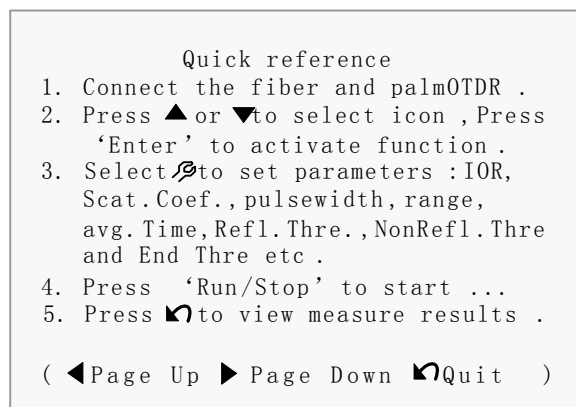 Quick reference
1. Connect the fiber and palmOTDR .
2. Press ▲ or ▼to select icon ,Press
‘Enter’ to activate function.
3. Select to set parameters :IOR,
Scat.Coef.,pulsewidth,range,
avg.Time,Refl.Thre.,NonRefl.Thre
and End Thre etc.
4. Press ‘Run/Stop’ to start ...
5. Press to view measure results .
( ◀Page Up ▶ Page Down Quit )